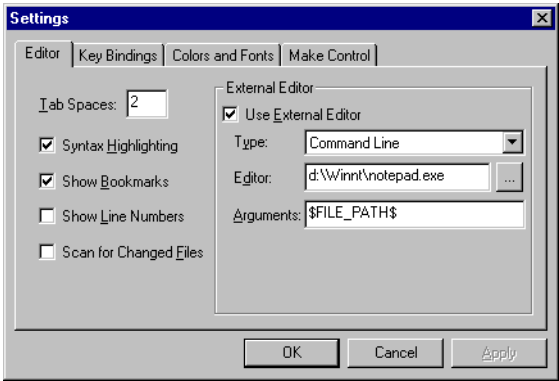 Settings
Editor Key Bindings Colors and Fonts Make Control
Tab Spaces: 2
Syntax Highlighting
Show Bookmarks
Show Line Numbers
Scan for Changed Files
External Editor
Use External Editor
Type: Command Line
Editor: d:\Winnt\notepad.exe ...
Arguments: $FILE_PATH$
OK Cancel Apply